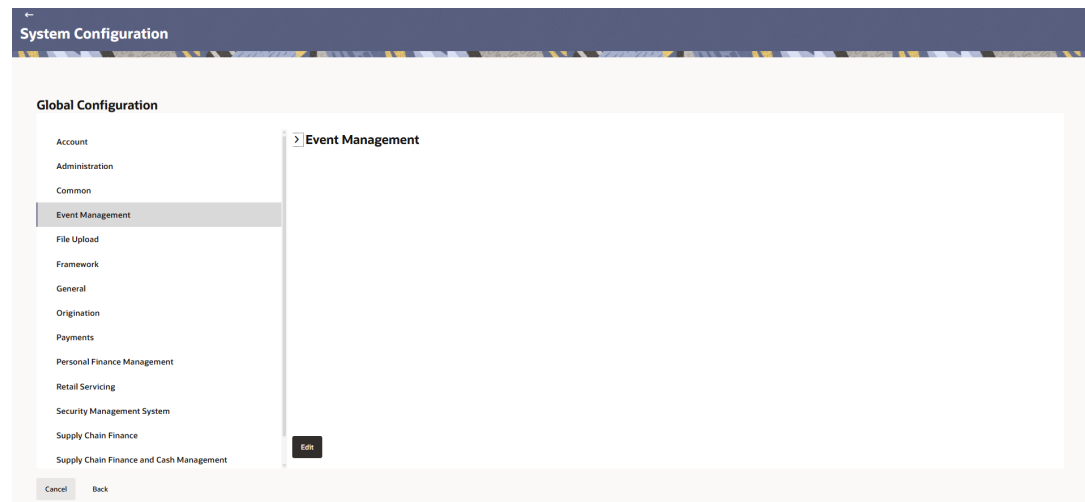 System Configuration
Global Configuration
Account
Administration
Common
Event Management
File Upload
Framework
General
Origination
Payments
Personal Finance Management
Retail Servicing
Security Management System
Supply Chain Finance
Supply Chain Finance and Cash Management
Event Management
Edit
Cancel Back